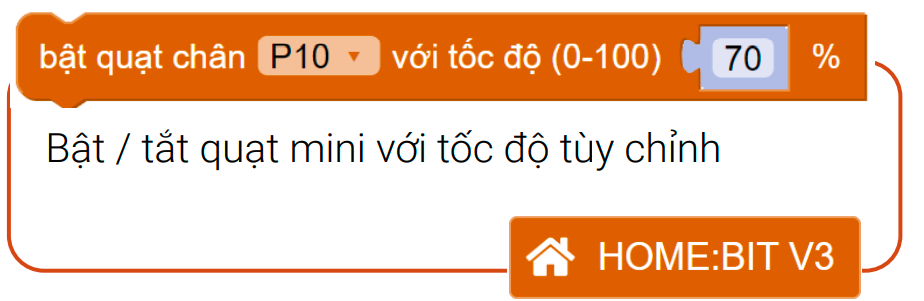 bật quạt chân P10 với tốc độ (0-100) 70 %
Bật / tắt quạt mini với tốc độ tùy chỉnh
HOME:BIT V3